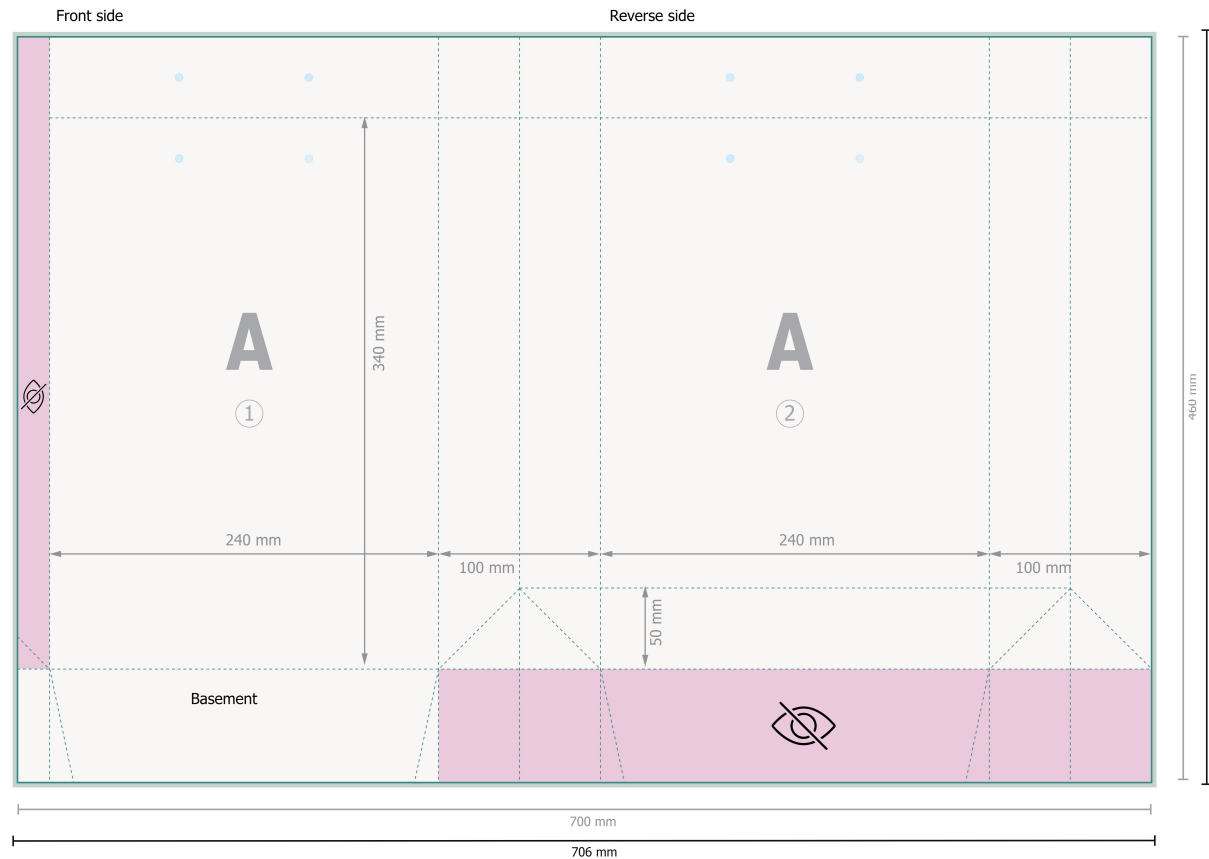 Front side
Reverse side
A
1
340 mm
A
2
460 mm
240 mm
100 mm
240 mm
100 mm
50 mm
Basement
700 mm
706 mm